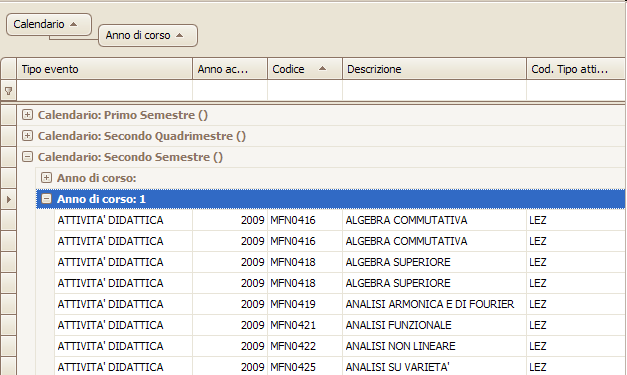 Calendario
Anno di corso
Tipo evento Anno ac... Codice Descrizione Cod. Tipo atti...
Calendario: Primo Semestre ()
Calendario: Secondo Quadrimestre ()
Calendario: Secondo Semestre ()
Anno di corso:
Anno di corso: 1
ATTIVITA' DIDATTICA 2009 MFN0416 ALGEBRA COMMUTATIVA LEZ
ATTIVITA' DIDATTICA 2009 MFN0416 ALGEBRA COMMUTATIVA LEZ
ATTIVITA' DIDATTICA 2009 MFN0418 ALGEBRA SUPERIORE LEZ
ATTIVITA' DIDATTICA 2009 MFN0418 ALGEBRA SUPERIORE LEZ
ATTIVITA' DIDATTICA 2009 MFN0419 ANALISI ARMONICA E DI FOURIER LEZ
ATTIVITA' DIDATTICA 2009 MFN0421 ANALISI FUNZIONALE LEZ
ATTIVITA' DIDATTICA 2009 MFN0422 ANALISI NON LINEARE LEZ
ATTIVITA' DIDATTICA 2009 MFN0425 ANALISI SU VARIETA' LEZ